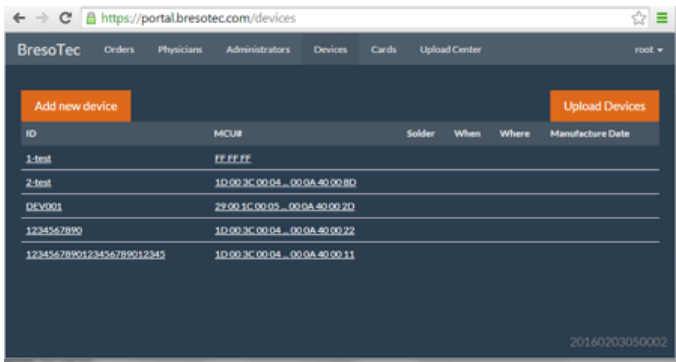 https://portal.bresotec.com/devices
BresoTec Orders Physicians Administrators Devices Cards Upload Center root
Add new device Upload Devices
ID MCU# Solder When Where Manufacture Date
1-test FF FF FF
2-test 1D 00 3C 00 04 ... 00 0A 40 00 8D
DEV001 29 00 1C 00 05 ... 00 0A 40 00 2D
1234567890 1D 00 3C 00 04 ... 00 0A 40 00 22
1234567890123456789012345 1D 00 3C 00 04 ... 00 0A 40 00 11
20160203050002